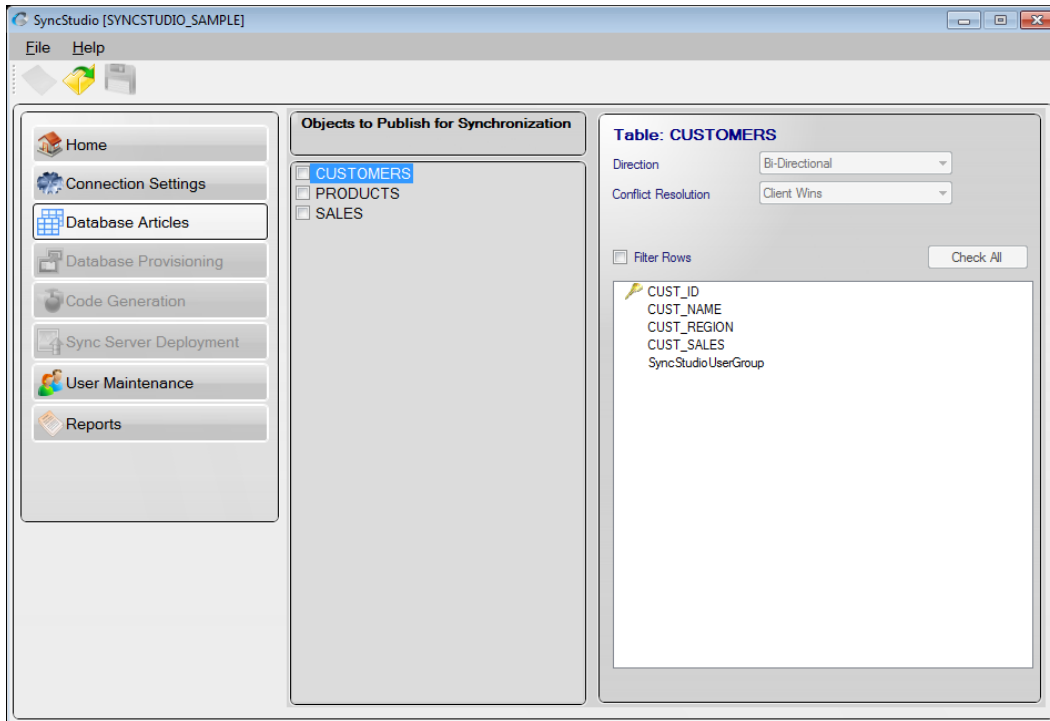 SyncStudio [SYNCSTUDIO_SAMPLE]
File Help
Home
Connection Settings
Database Articles
Database Provisioning
Code Generation
Sync Server Deployment
User Maintenance
Reports
Objects to Publish for Synchronization
CUSTOMERS
PRODUCTS
SALES
Table: CUSTOMERS
Direction Bi-Directional
Conflict Resolution Client Wins
Filter Rows Check All
CUST_ID
CUST_NAME
CUST_REGION
CUST_SALES
SyncStudioUserGroup